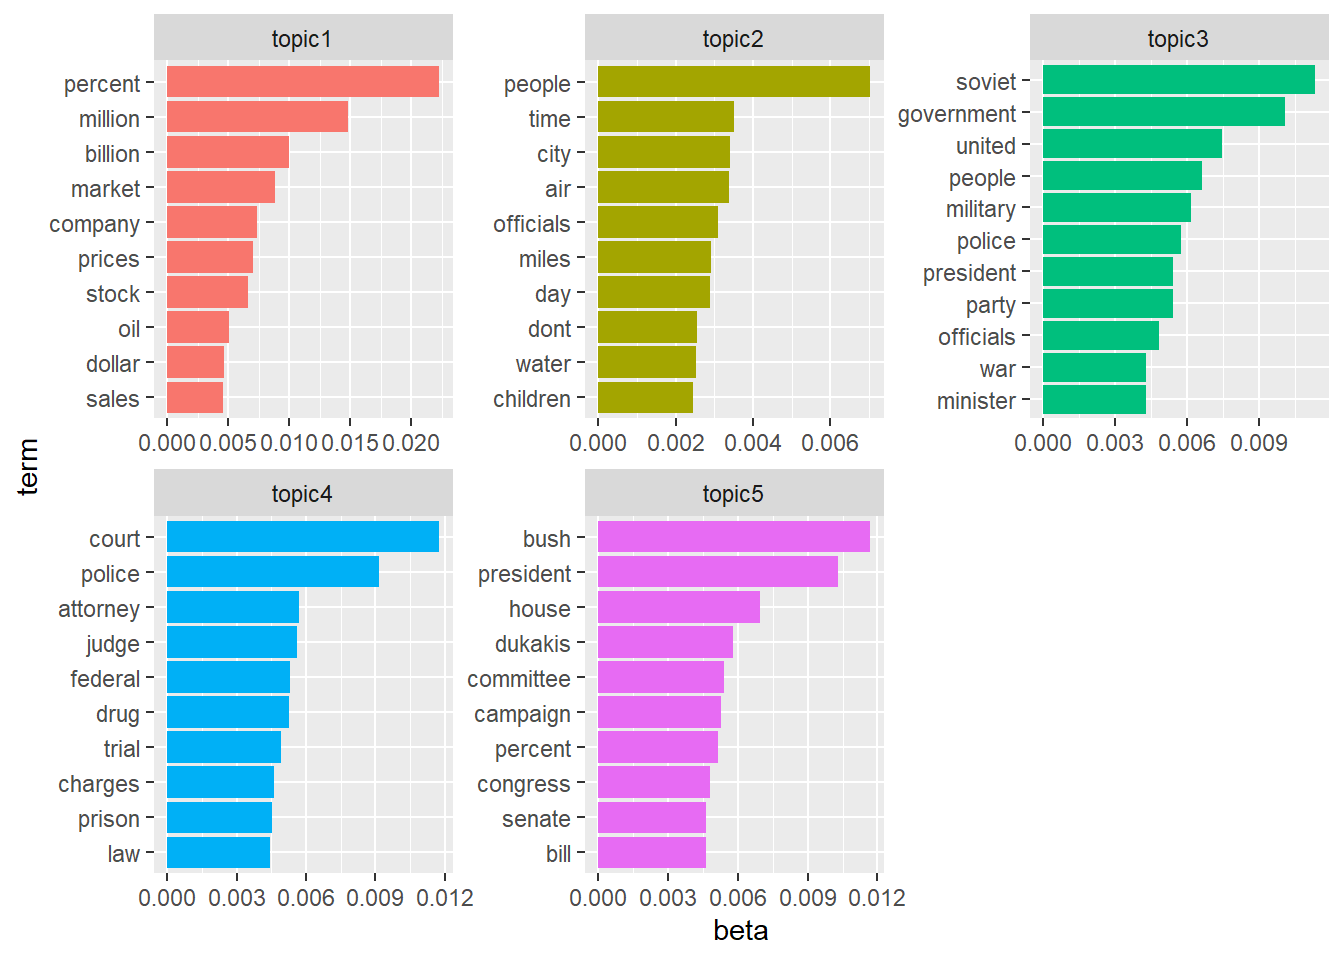 topic1
percent
million
billion
market
company
prices
stock
oil
dollar
sales
0.000 0.005 0.010 0.015 0.020
topic2
people
time
city
air
officials
miles
day
dont
water
children
0.000 0.002 0.004 0.006
topic3
soviet
government
united
people
military
police
president
party
officials
war
minister
0.000 0.003 0.006 0.009
term
topic4
court
police
attorney
judge
federal
drug
trial
charges
prison
law
0.000 0.003 0.006 0.009 0.012
topic5
bush
president
house
dukakis
committee
campaign
percent
congress
senate
bill
0.000 0.003 0.006 0.009 0.012
beta